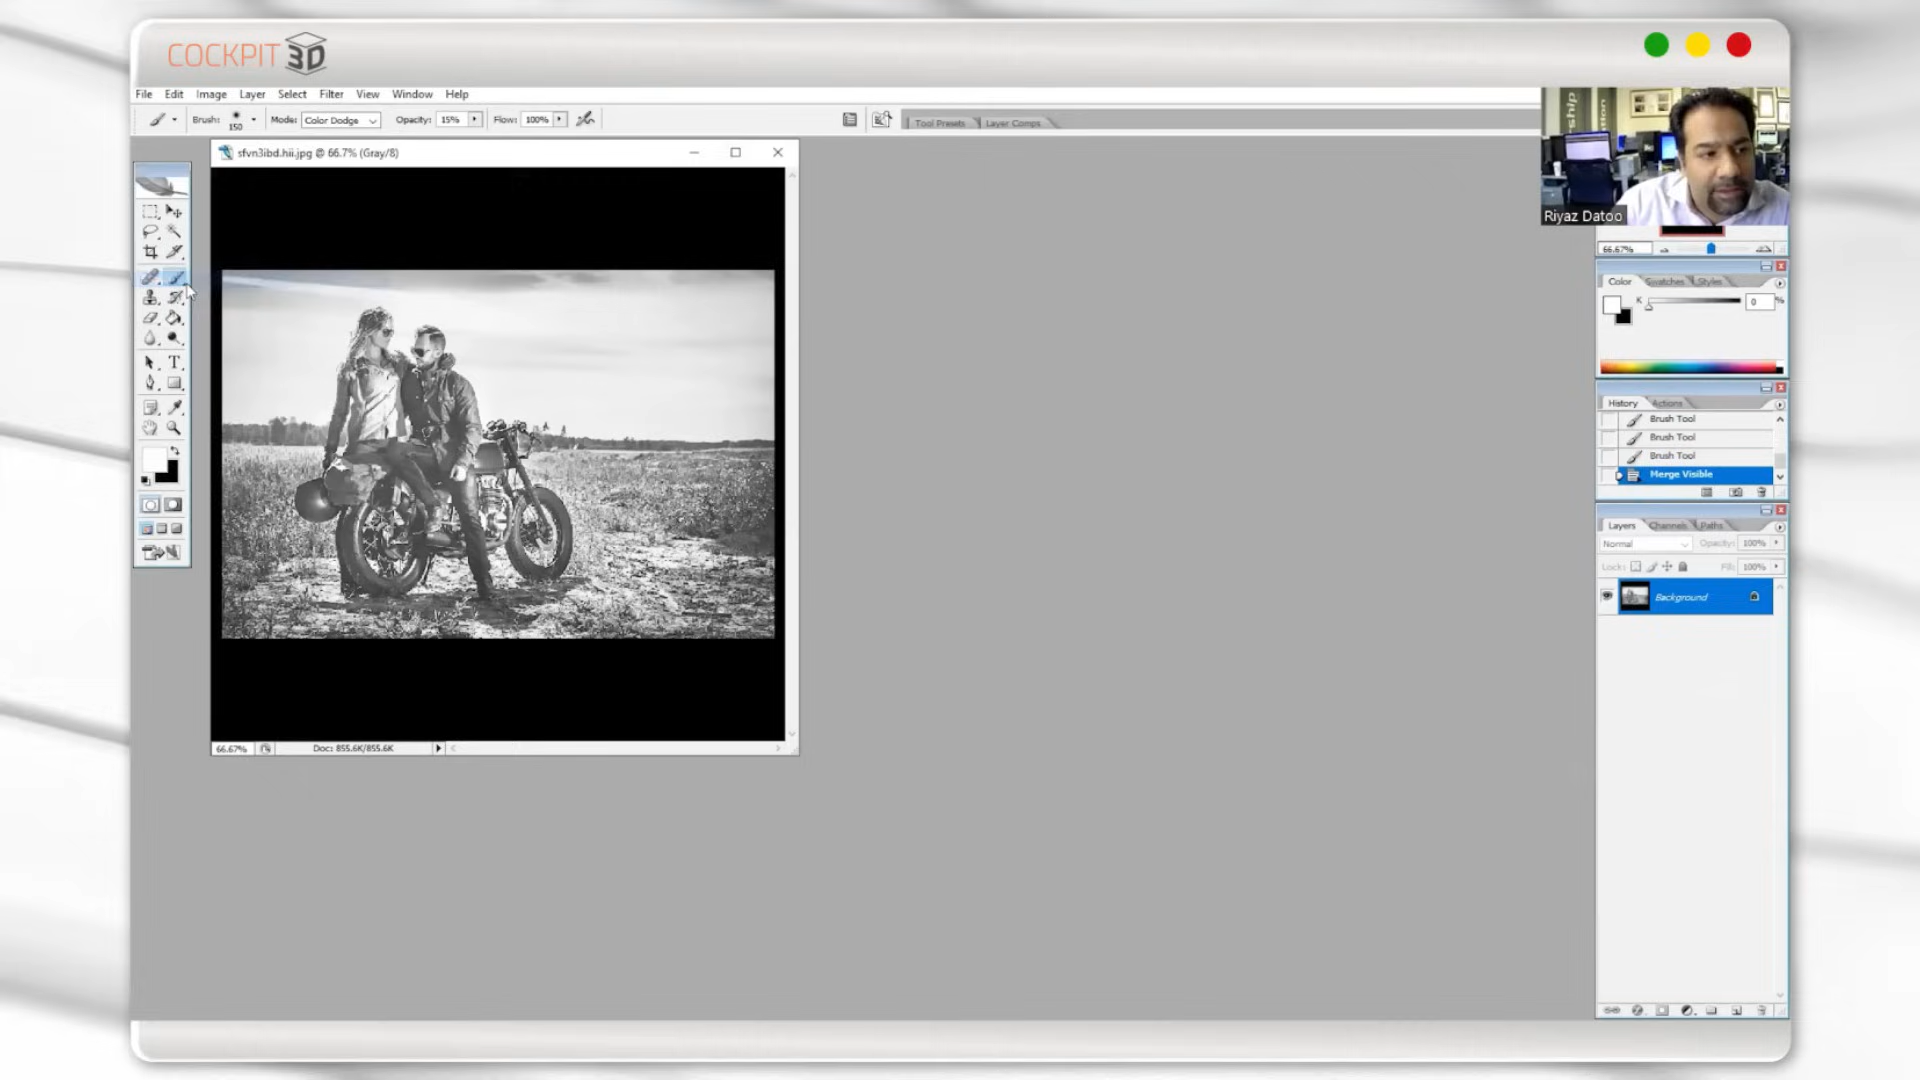 COCKPIT 3D
File Edit Image Layer Select Filter View Window Help
Brush: 150 Mode: Color Dodge Opacity: 15% Flow: 100% Tool Presets Layer Comps
sfvn3ibd.hii.jpg @ 66.7% (Gray/8)
Riyaz Datoo
66.67%
Color Swatches Styles
K 0 %
History Actions
Brush Tool
Brush Tool
Brush Tool
Merge Visible
Layers Channels Paths
Normal Opacity: 100%
Lock: Fill: 100%
Background
66.67% Doc: 855.6K/855.6K